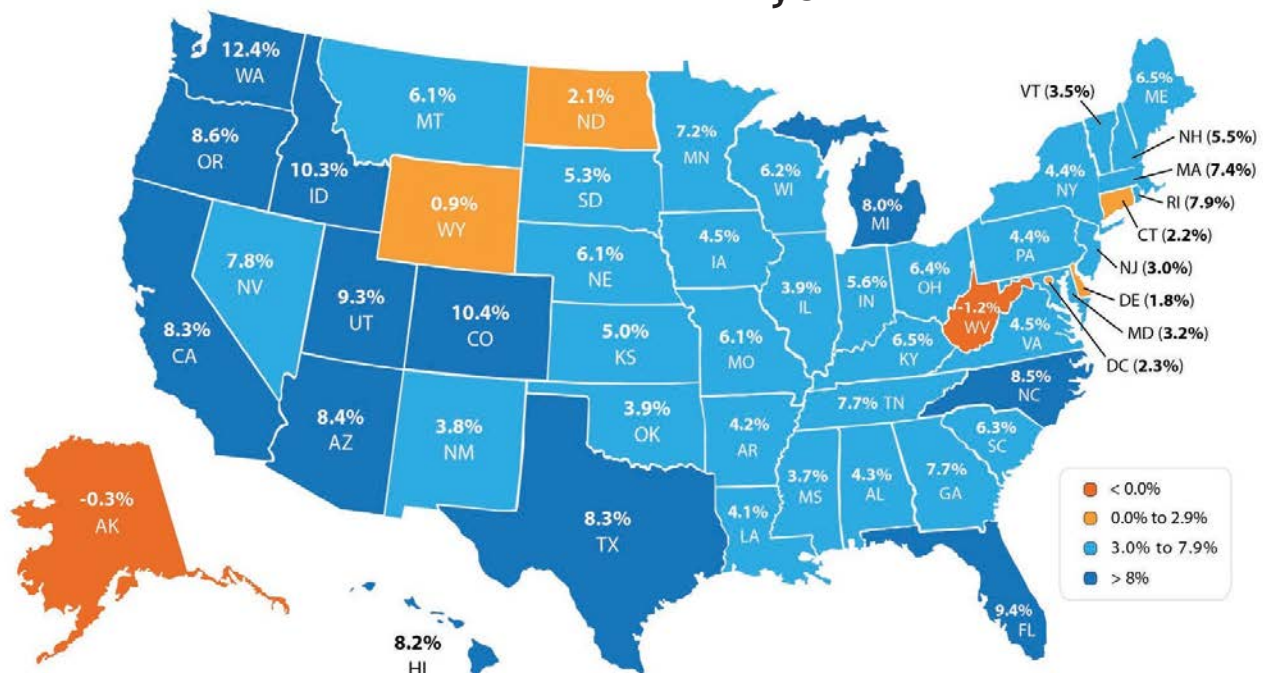 12.4%
WA
8.6%
OR
10.3%
ID
6.1%
MT
2.1%
ND
5.3%
SD
0.9%
WY
7.8%
NV
8.3%
CA
9.3%
UT
10.4%
CO
8.4%
AZ
3.8%
NM
6.1%
NE
5.0%
KS
3.9%
OK
8.3%
TX
7.2%
MN
4.5%
IA
6.1%
MO
4.2%
AR
4.1%
LA
6.2%
WI
3.9%
IL
8.0%
MI
5.6%
IN
6.4%
OH
6.5%
KY
7.7% TN
3.7%
MS
4.3%
AL
7.7%
GA
9.4%
FL
6.3%
SC
8.5%
NC
4.5%
VA
-1.2%
WV
4.4%
PA
4.4%
NY
6.5%
ME
VT (3.5%)
NH (5.5%)
MA (7.4%)
RI (7.9%)
CT (2.2%)
NJ (3.0%)
DE (1.8%)
MD (3.2%)
DC (2.3%)
-0.3%
AK
8.2%
HI
< 0.0%
0.0% to 2.9%
3.0% to 7.9%
> 8%